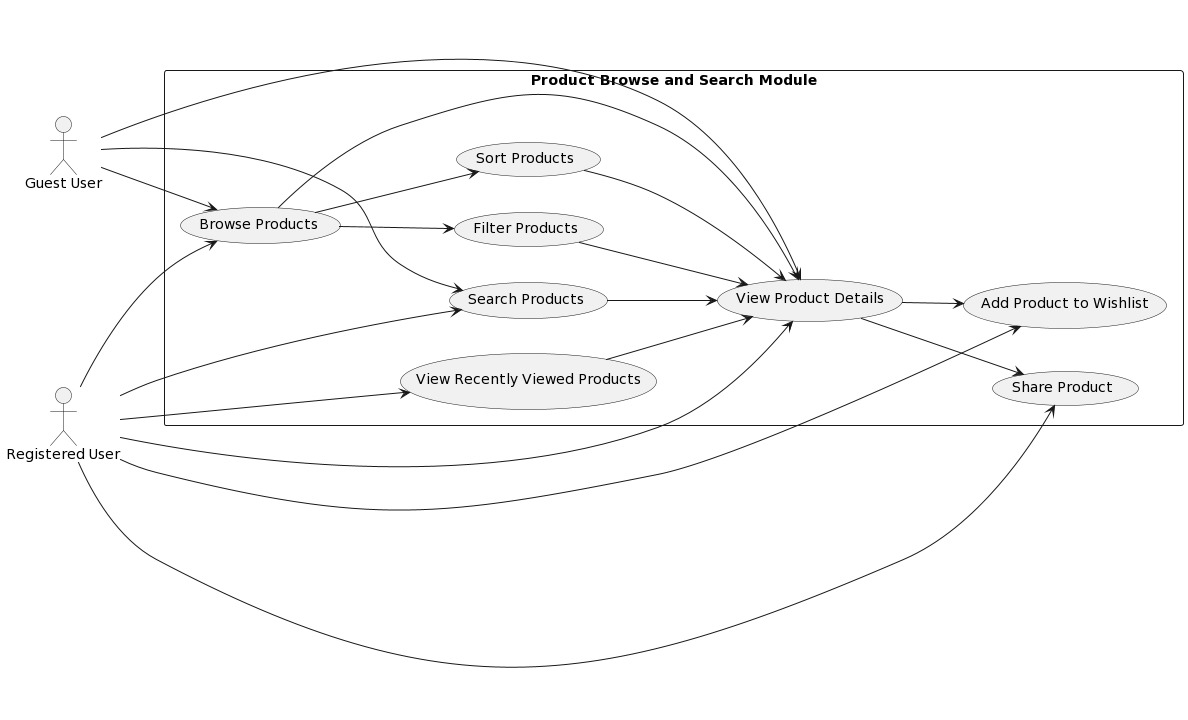 Product Browse and Search Module
Guest User
Sort Products
Browse Products
Filter Products
Search Products
View Product Details
Add Product to Wishlist
View Recently Viewed Products
Share Product
Registered User